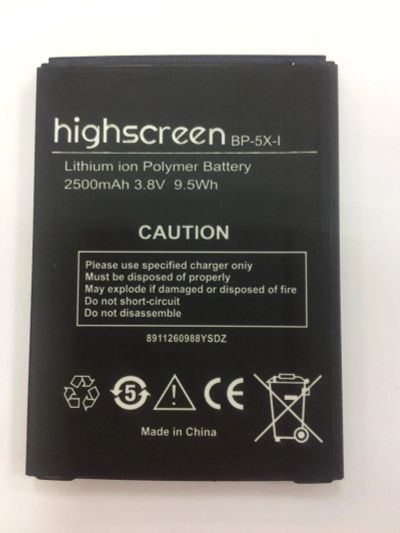 highscreen BP-5X-I
Lithium ion Polymer Battery
2500mAh 3.8V 9.5Wh
CAUTION
Please use specified charger only
Must be disposed of properly
May explode if damaged or disposed of fire
Do not short-circuit
Do not disassemble
8911260988YSDZ
5
CE
Made in China